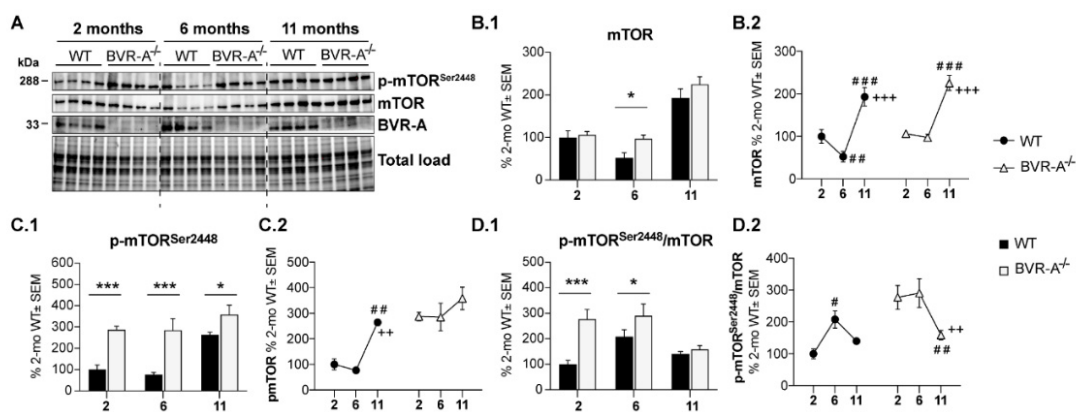 A
2 months 6 months 11 months
WT BVR-A-/- WT BVR-A-/- WT BVR-A-/-
kDa
288
p-mTORSer2448
mTOR
33
BVR-A
Total load
B.1
mTOR
% 2-mo WT± SEM
300
200
100
0
*
2 6 11
B.2
mTOR % 2-mo WT± SEM
300
200
100
0
###
+++
##
###
+++
2 6 11 2 6 11
WT
BVR-A-/-
C.1
p-mTORSer2448
% 2-mo WT± SEM
600
500
400
300
200
100
0
*** *** *
2 6 11
C.2
pmTOR % 2-mo WT± SEM
400
300
200
100
0
##
++
2 6 11 2 6 11
D.1
p-mTORSer2448/mTOR
% 2-mo WT± SEM
500
400
300
200
100
0
*** *
2 6 11
D.2
p-mTORSer2448/mTOR
% 2-mo WT± SEM
400
300
200
100
0
#
++
##
2 6 11 2 6 11
WT
BVR-A-/-